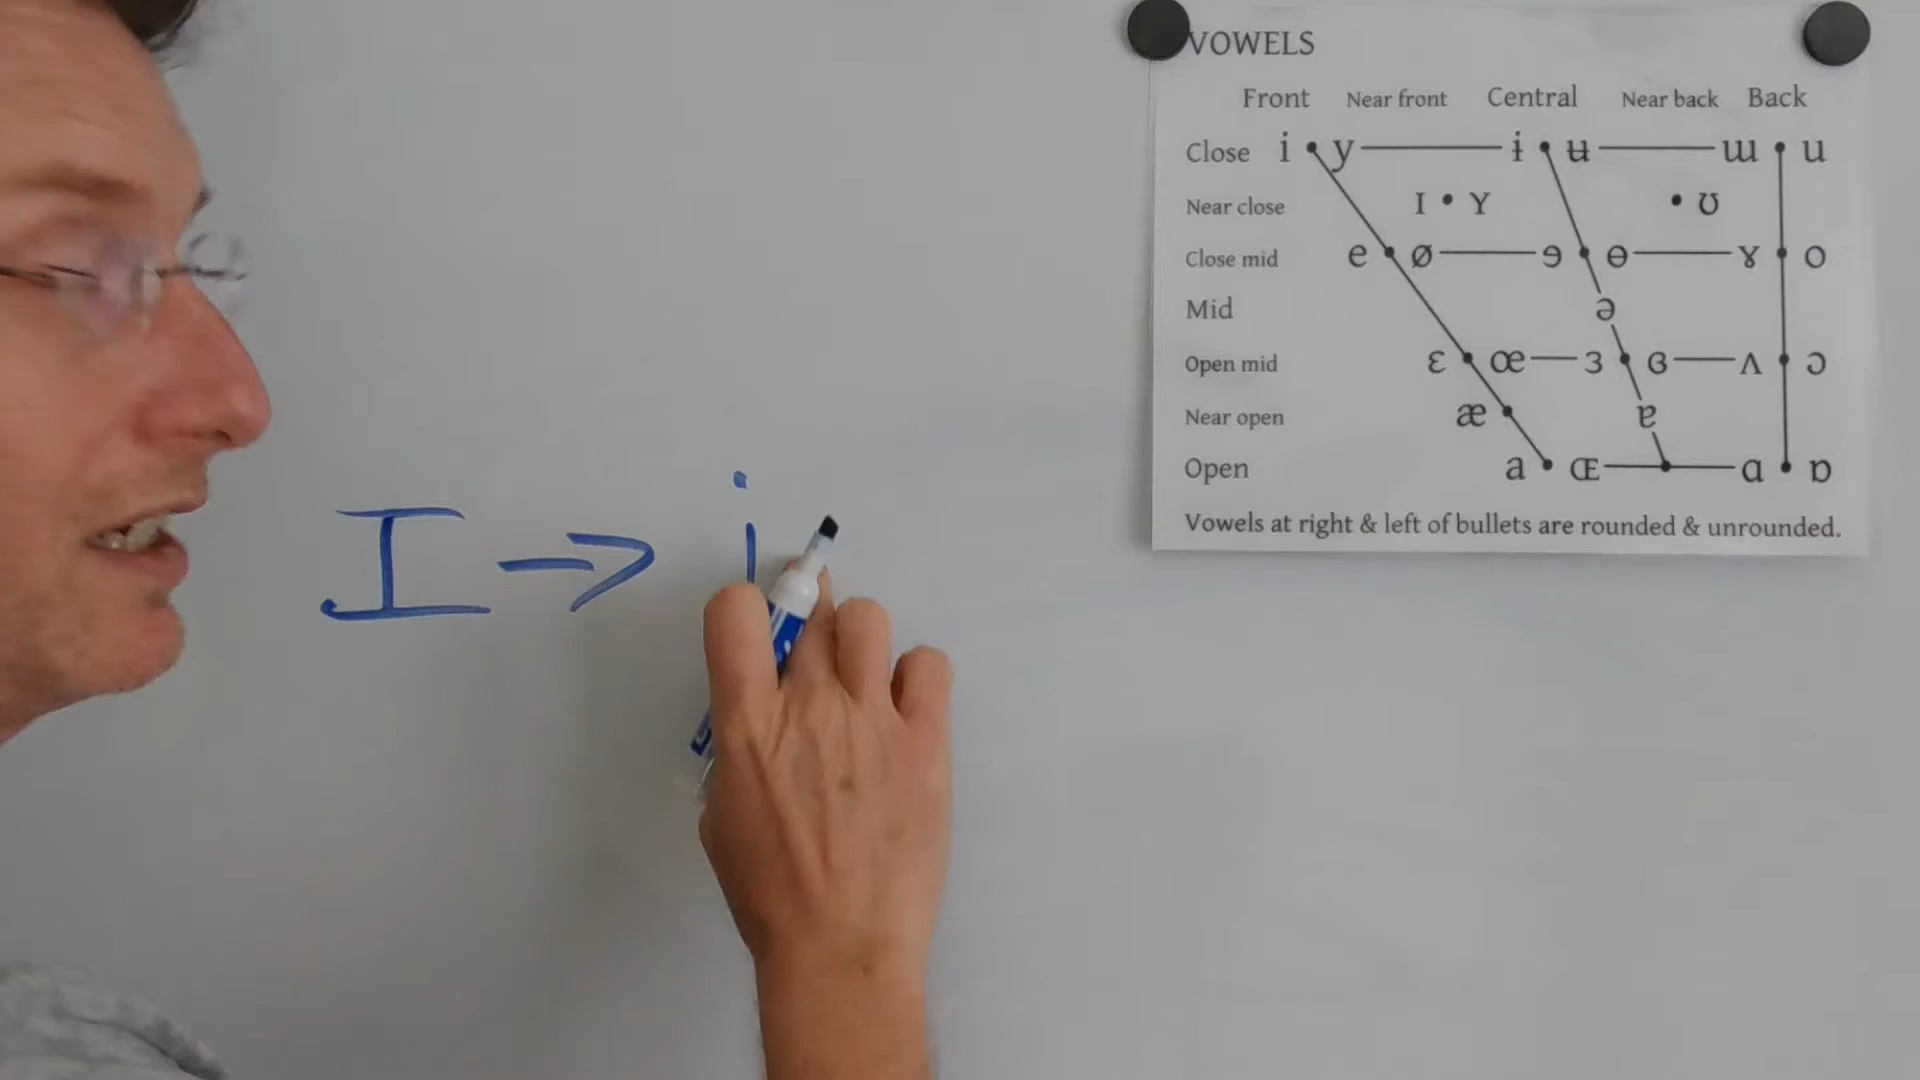 VOWELS
Front Near front Central Near back Back
Close i • y ɨ • ʉ ɯ • u
Near close ɪ • ʏ • ʊ
Close mid e • ø ɘ • ɵ ɤ • o
Mid ə
Open mid ɛ • œ ɜ • ɞ ʌ • ɔ
Near open æ • ɐ
Open a • ɶ • ɑ • ɒ
Vowels at right & left of bullets are rounded & unrounded.
I → i